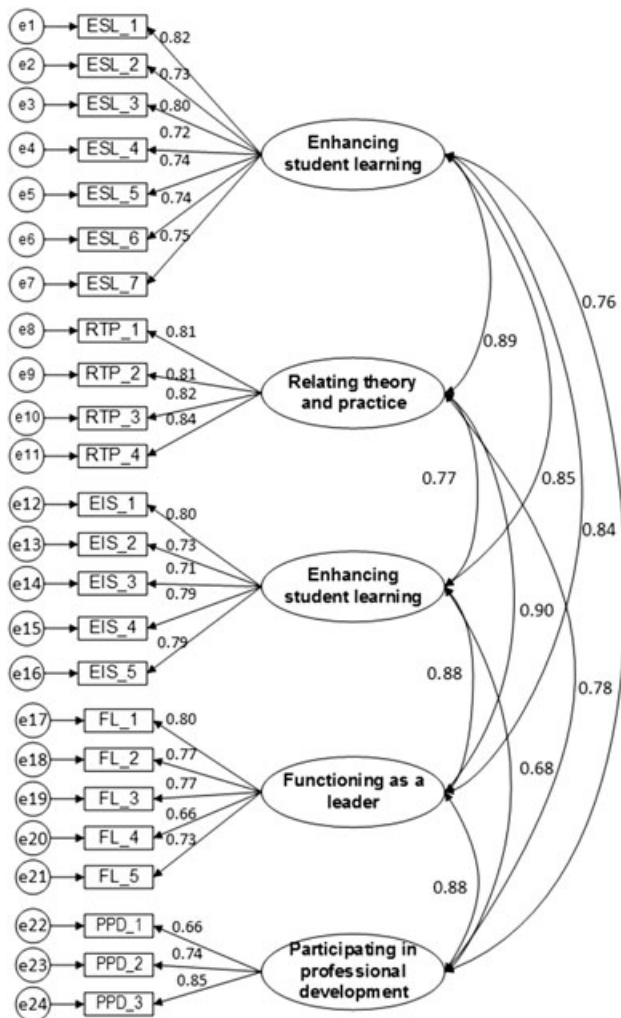 e1 ESL_1 0.82
e2 ESL_2 0.73
e3 ESL_3 0.80
e4 ESL_4 0.72
e5 ESL_5 0.74
e6 ESL_6 0.74
e7 ESL_7 0.75
Enhancing
student learning
e8 RTP_1 0.81
e9 RTP_2 0.81
e10 RTP_3 0.82
e11 RTP_4 0.84
Relating theory
and practice
e12 EIS_1 0.80
e13 EIS_2 0.73
e14 EIS_3 0.71
e15 EIS_4 0.79
e16 EIS_5 0.79
Enhancing
student learning
e17 FL_1 0.80
e18 FL_2 0.77
e19 FL_3 0.77
e20 FL_4 0.66
e21 FL_5 0.73
Functioning as a
leader
e22 PPD_1 0.66
e23 PPD_2 0.74
e24 PPD_3 0.85
Participating in
professional
development
0.76
0.89
0.77
0.85
0.84
0.90
0.88
0.78
0.68
0.88